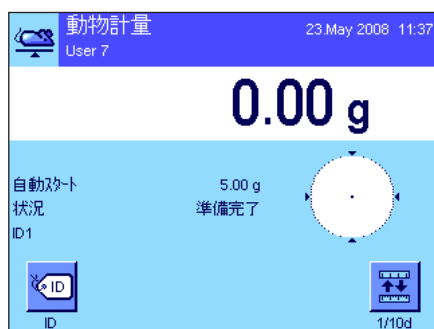 動物計量
23.May 2008 11:37
User 7
0.00 g
自動ｽﾀｰﾄ 5.00 g
状況 準備完了
ID1
ID
ID
1/10d